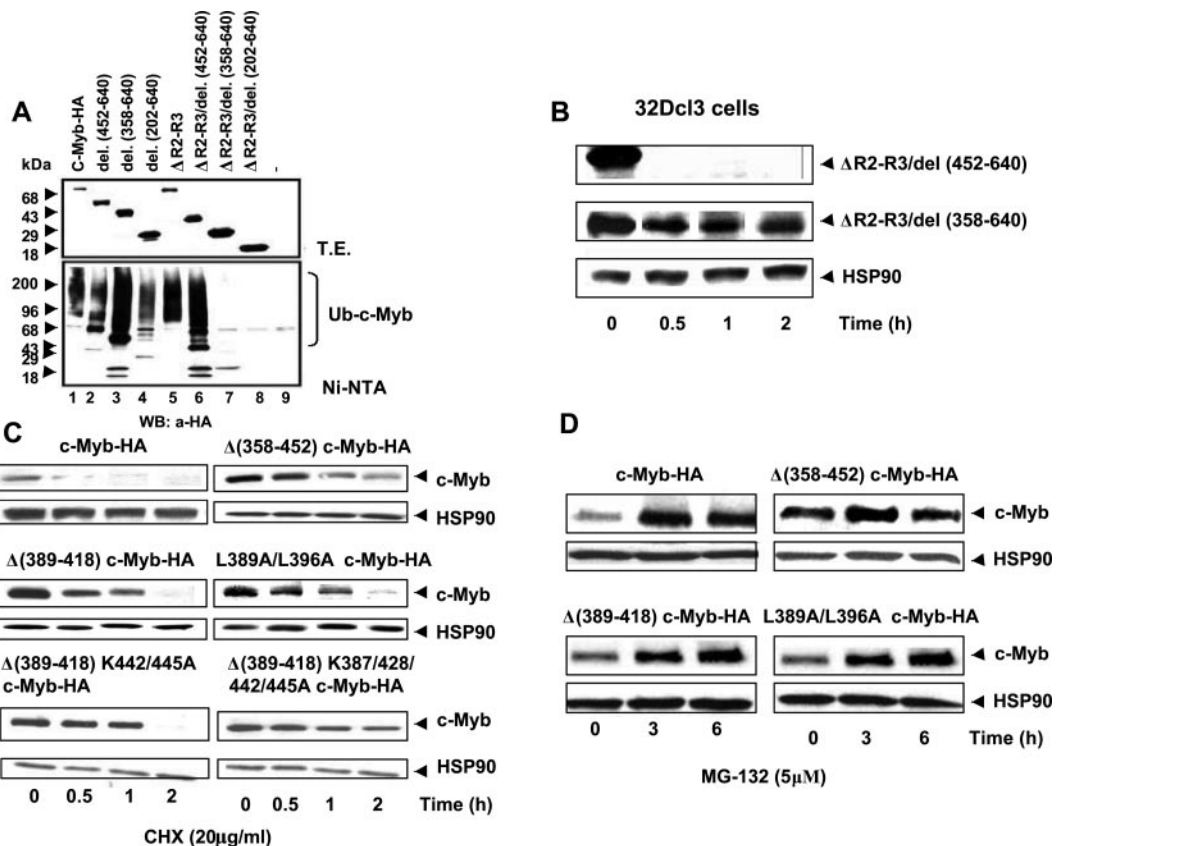 A
kDa
C-Myb-HA
del. (452-640)
del. (358-640)
del. (202-640)
Δ R2-R3
Δ R2-R3/del. (452-640)
Δ R2-R3/del. (358-640)
Δ R2-R3/del. (202-640)
-
68
43
29
18
T.E.
200
96
68
43
29
18
Ub-c-Myb
Ni-NTA
1 2 3 4 5 6 7 8 9
WB: a-HA
B
32Dcl3 cells
ΔR2-R3/del (452-640)
ΔR2-R3/del (358-640)
HSP90
0 0.5 1 2 Time (h)
C
c-Myb-HA Δ(358-452) c-Myb-HA
c-Myb
HSP90
Δ(389-418) c-Myb-HA L389A/L396A c-Myb-HA
c-Myb
HSP90
Δ(389-418) K442/445A Δ(389-418) K387/428/
c-Myb-HA 442/445A c-Myb-HA
c-Myb
HSP90
0 0.5 1 2 0 0.5 1 2 Time (h)
CHX (20µg/ml)
D
c-Myb-HA Δ(358-452) c-Myb-HA
c-Myb
HSP90
Δ(389-418) c-Myb-HA L389A/L396A c-Myb-HA
c-Myb
HSP90
0 3 6 0 3 6 Time (h)
MG-132 (5µM)